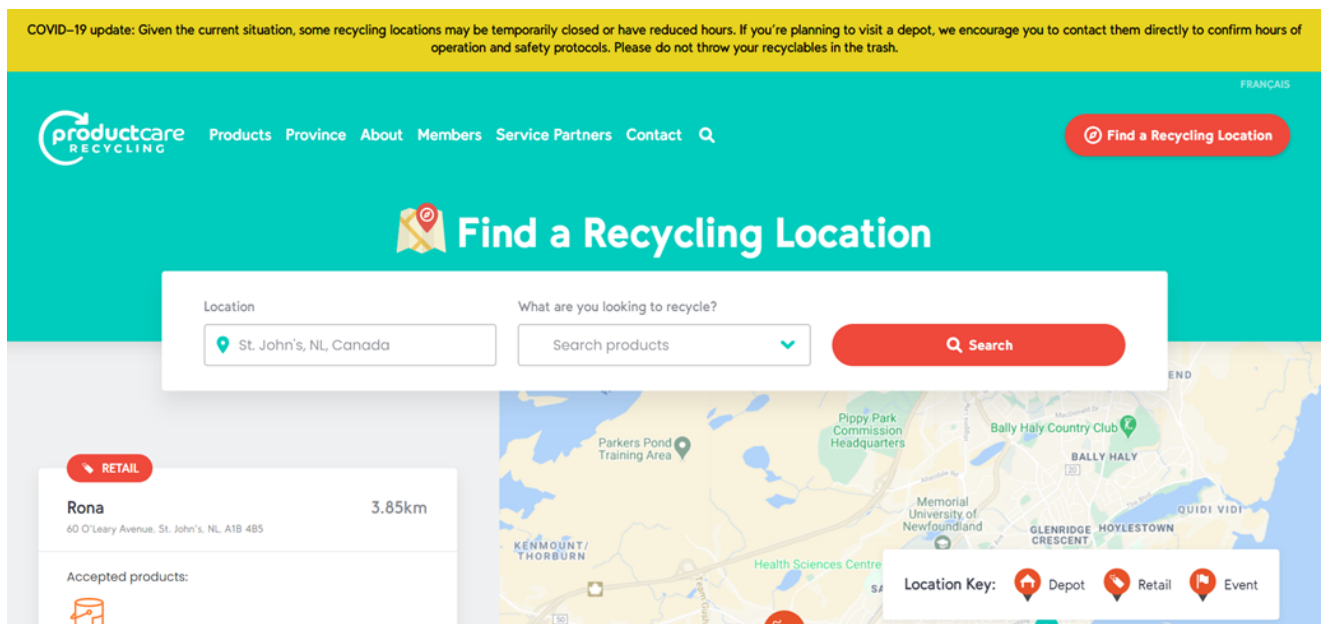 COVID-19 update: Given the current situation, some recycling locations may be temporarily closed or have reduced hours. If you're planning to visit a depot, we encourage you to contact them directly to confirm hours of
operation and safety protocols. Please do not throw your recyclables in the trash.
FRANÇAIS
productcare
RECYCLING
Products Province About Members Service Partners Contact
Find a Recycling Location
Find a Recycling Location
Location
What are you looking to recycle?
St. John's, NL, Canada
Search products
Search
RETAIL
Rona
3.85km
60 O'Leary Avenue, St. John's, NL, A1B 4B5
Accepted products:
END
Pippy Park
Commission
Headquarters
Parkers Pond
Training Area
MacDonald Dr
Bally Haly Country Club
BALLY HALY
20
Allandale Rd
Memorial
University of
Newfoundland
QUIDI VIDI
GLENRIDGE
CRESCENT
HOYLESTOWN
KENMOUNT/
THORBURN
Health Sciences Centre
Location Key:
Depot
Retail
Event
50